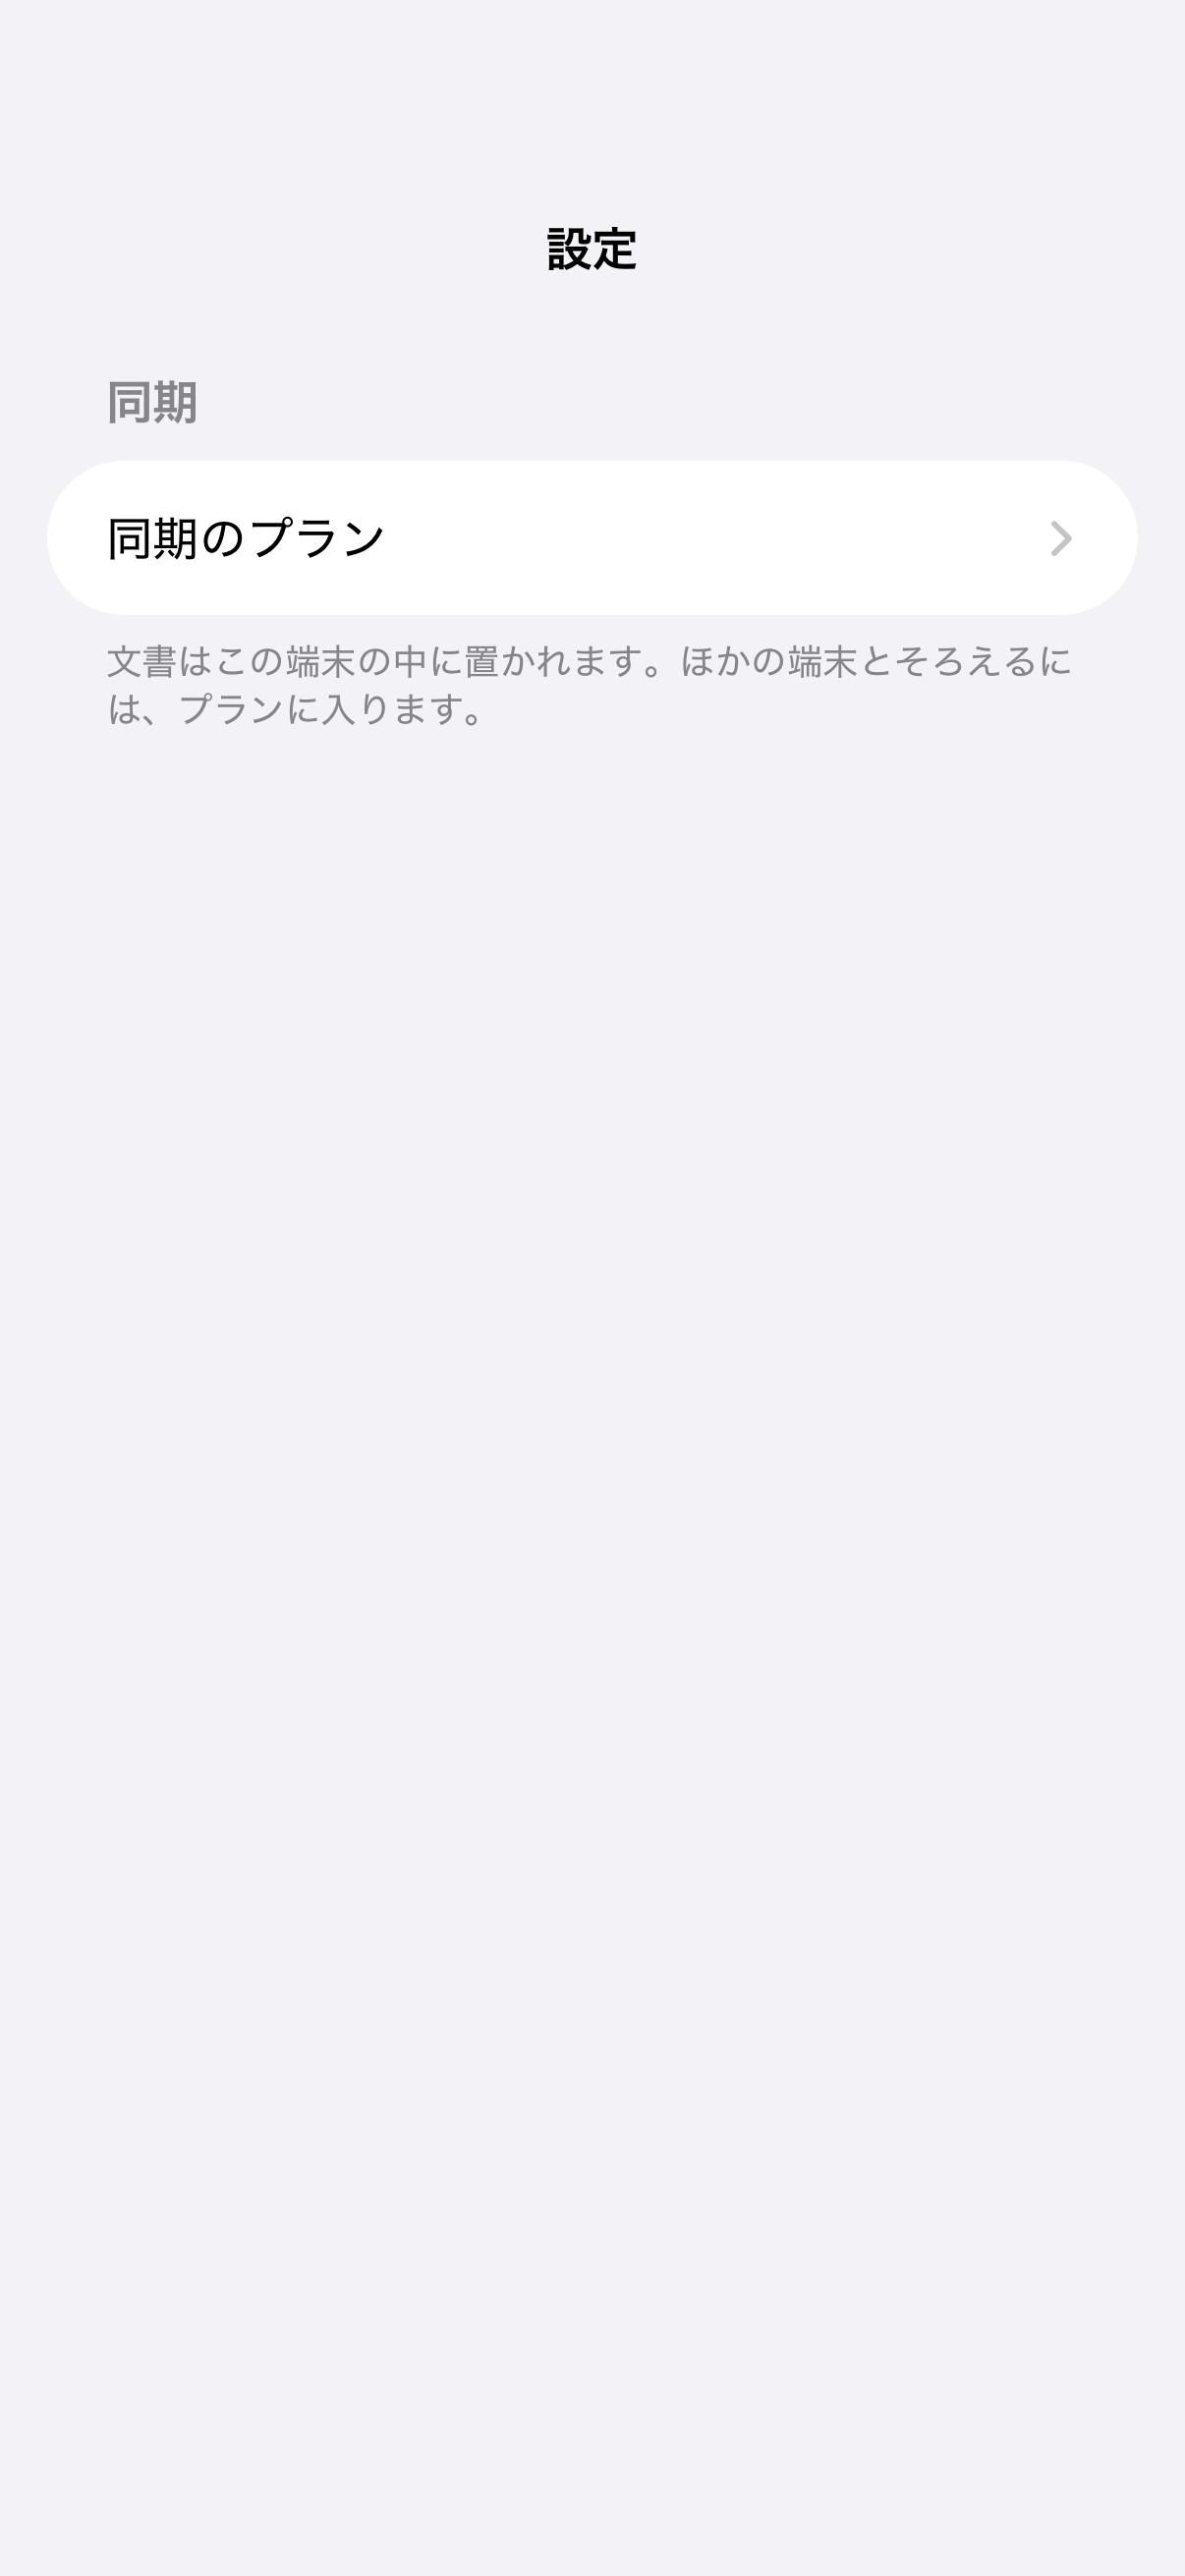 設定
同期
同期のプラン
文書はこの端末の中に置かれます。ほかの端末とそろえるに
は、プランに入ります。